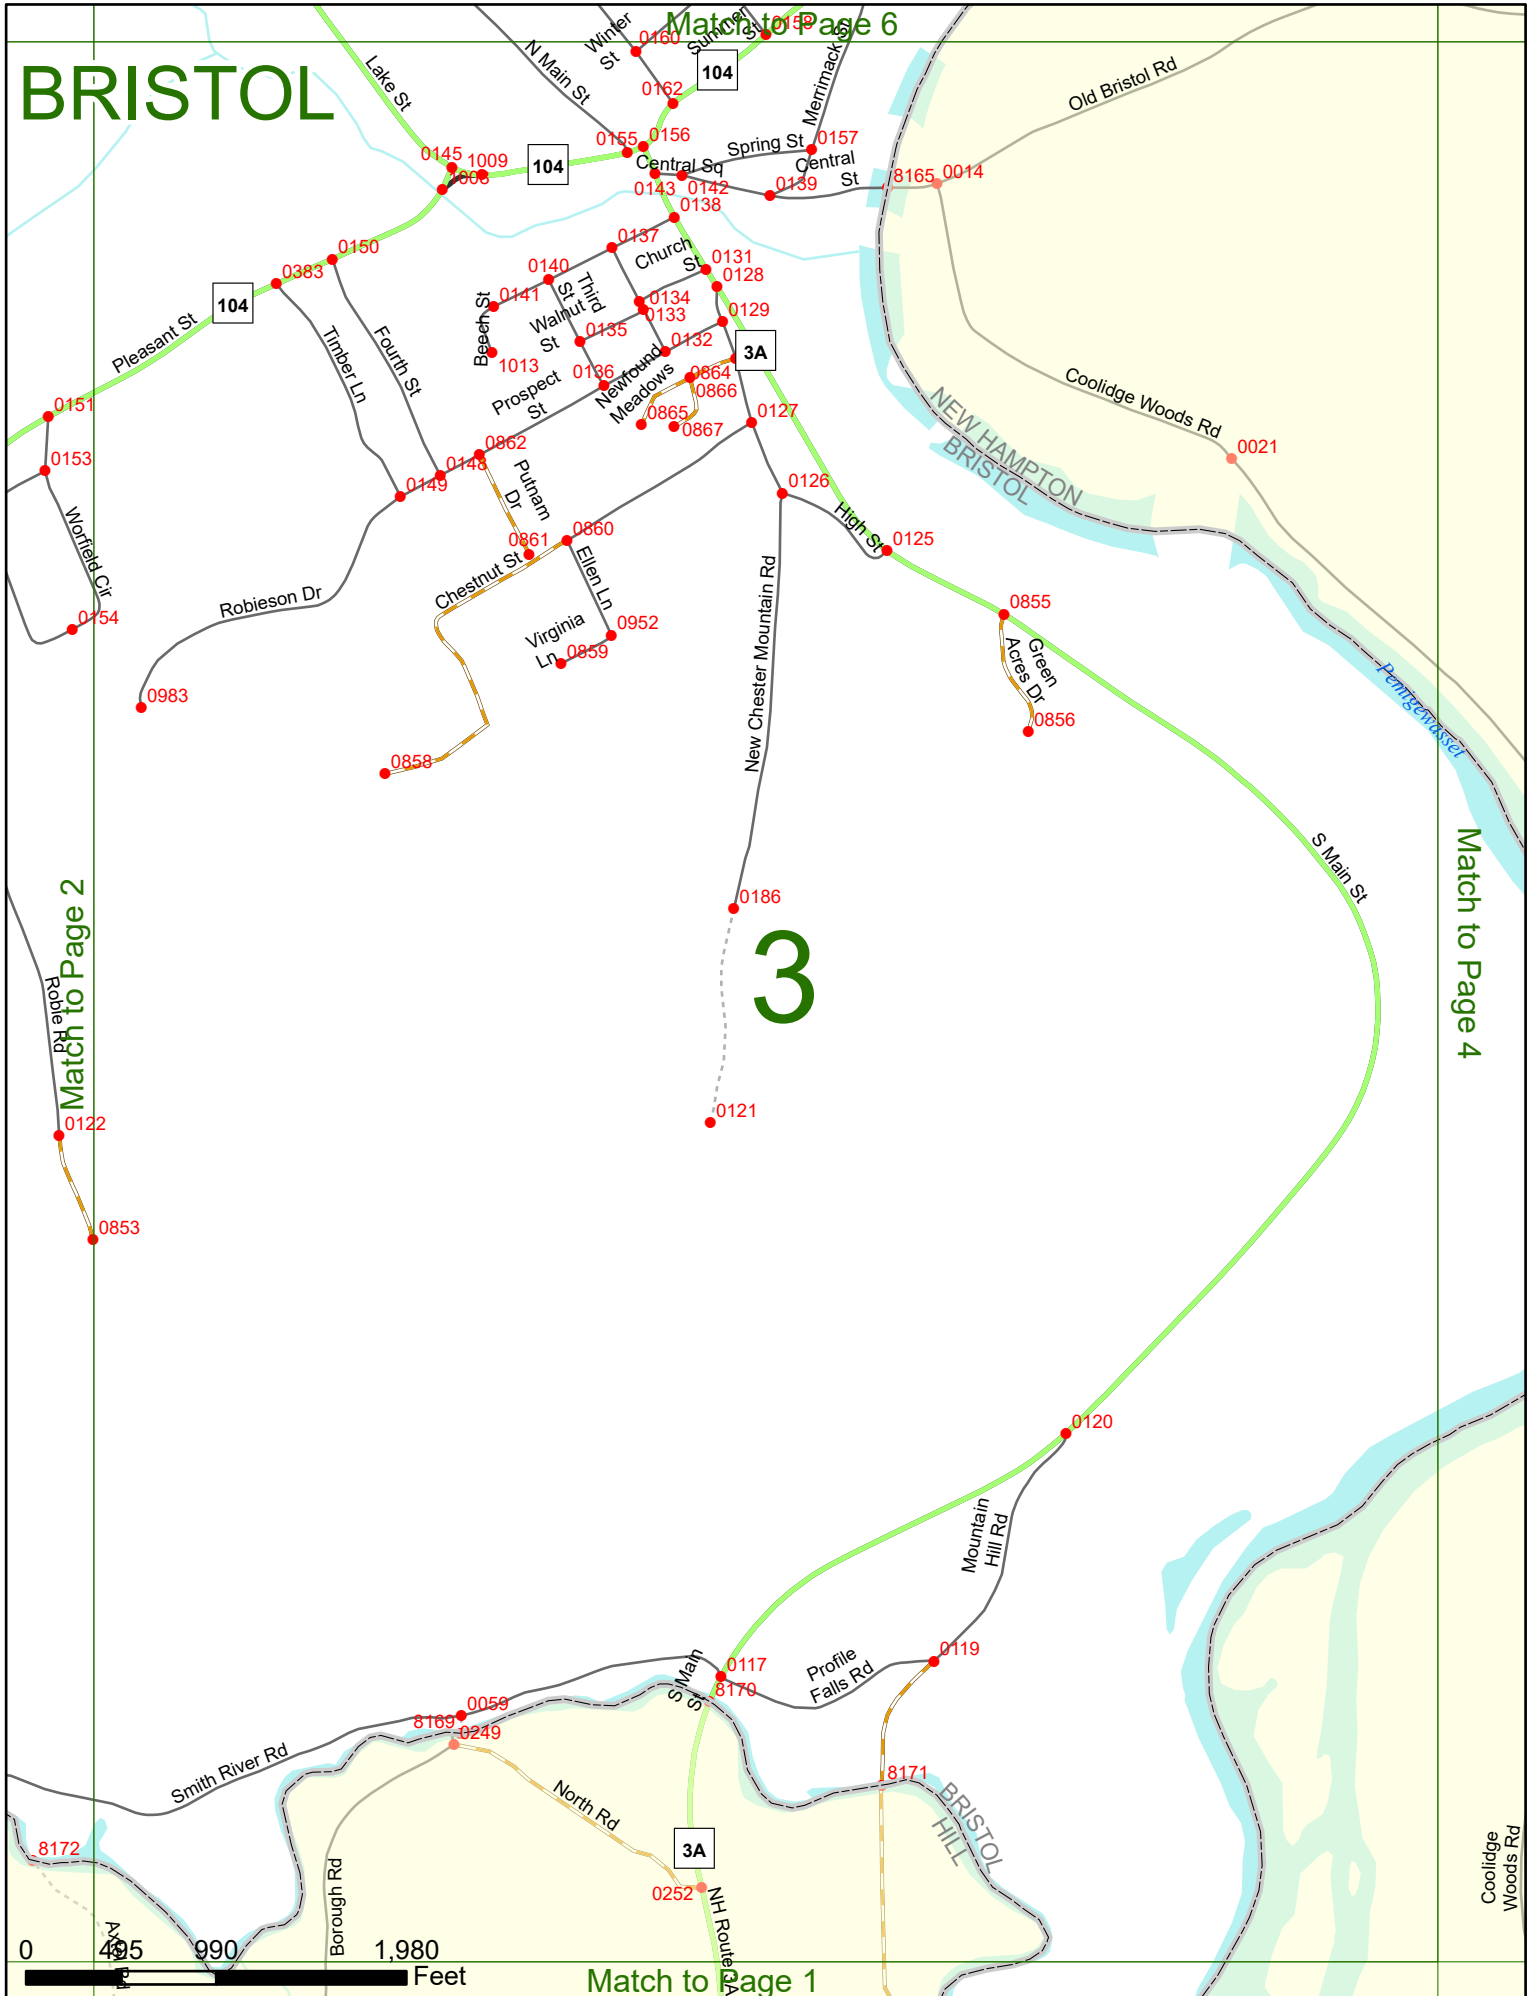 Match to Page 6
BRISTOL
Winter
St
Summer
St
0158
0160
N Main St
104
Lake St
Merrimack St
Old Bristol Rd
0162
0155
0156
Spring St
0157
0145
1009
104
Central Sq
Central
St
1008
0143
0142
0139
8165
0014
0138
0150
0137
Church
St
0131
0383
0140
0128
104
0141
Third
St
0134
Walnut
St
0133
0129
Pleasant St
Timber Ln
Fourth St
Beech St
0135
0132
3A
1013
0136
Newfound
Meadows
0864
0866
Prospect
St
Coolidge Woods Rd
NEW HAMPTON
BRISTOL
0151
0865
0867
0127
0021
0862
0153
0148
0149
Putnam
Dr
0126
Worfield Cir
High St
0860
0861
0125
Chestnut St
Ellen Ln
New Chester Mountain Rd
Robieson Dr
0855
0154
Virginia
Ln
0952
0859
Green
Acres Dr
Pemigewasset
0983
0856
0858
S Main St
Match to Page 2
Match to Page 4
0186
3
Robie Rd
0121
0122
0853
0120
Mountain
Hill Rd
0119
0117
Profile
Falls Rd
S Main
St
8170
0059
8169
0249
Smith River Rd
8171
North Rd
BRISTOL
HILL
3A
8172
Borough Rd
Coolidge
Woods Rd
0252
NH Route 3A
0 495 990 1,980
Feet
Match to Page 1